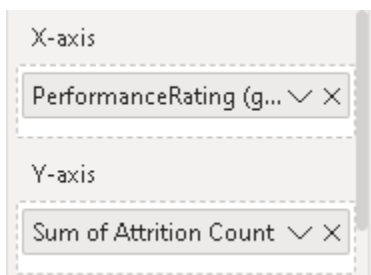 X-axis
PerformanceRating (g...
Y-axis
Sum of Attrition Count